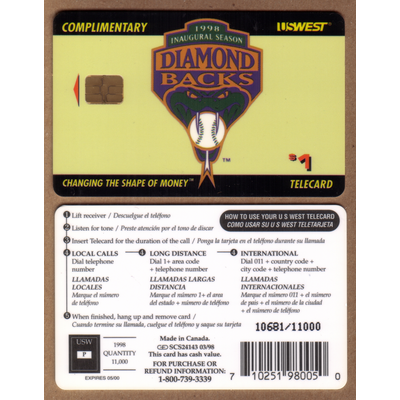 COMPLIMENTARY
USWEST®
1998
INAUGURAL SEASON
DIAMOND
BACKS
TM
$1
CHANGING THE SHAPE OF MONEY™
TELECARD
1 Lift receiver / Descuelgue el teléfono
HOW TO USE YOUR U S WEST TELECARD
COMO USAR SU U S WEST TELETARJETA
2 Listen for tone / Preste atención por el tono de discar
3 Insert Telecard for the duration of the call / Ponga la tarjeta en el teléfono durante su llamada
4 LOCAL CALLS
Dial telephone
number
LLAMADAS
LOCALES
Marque el número
de teléfono
4 LONG DISTANCE
Dial 1+ area code
+ telephone number
LLAMADAS LARGAS
DISTANCIA
Marque número 1+ el area
del estado + número de teléfono
4 INTERNATIONAL
Dial 011 + country code +
city code + telephone number
LLAMADAS
INTERNACIONALES
Marque número 011 + el número
de país + el número de la ciudad
+ el número de teléfono
5 When finished, hang up and remove card /
Cuando termine su llamada, cuelgue el teléfono y saque su tarjeta
10681/11000
USW
P
EXPIRES 05/00
1998
QUANTITY
11,000
Made in Canada.
SCS24143 03/98
This card has cash value.
FOR PURCHASE OR
REFUND INFORMATION:
1-800-739-3339
7 10251 98005 0